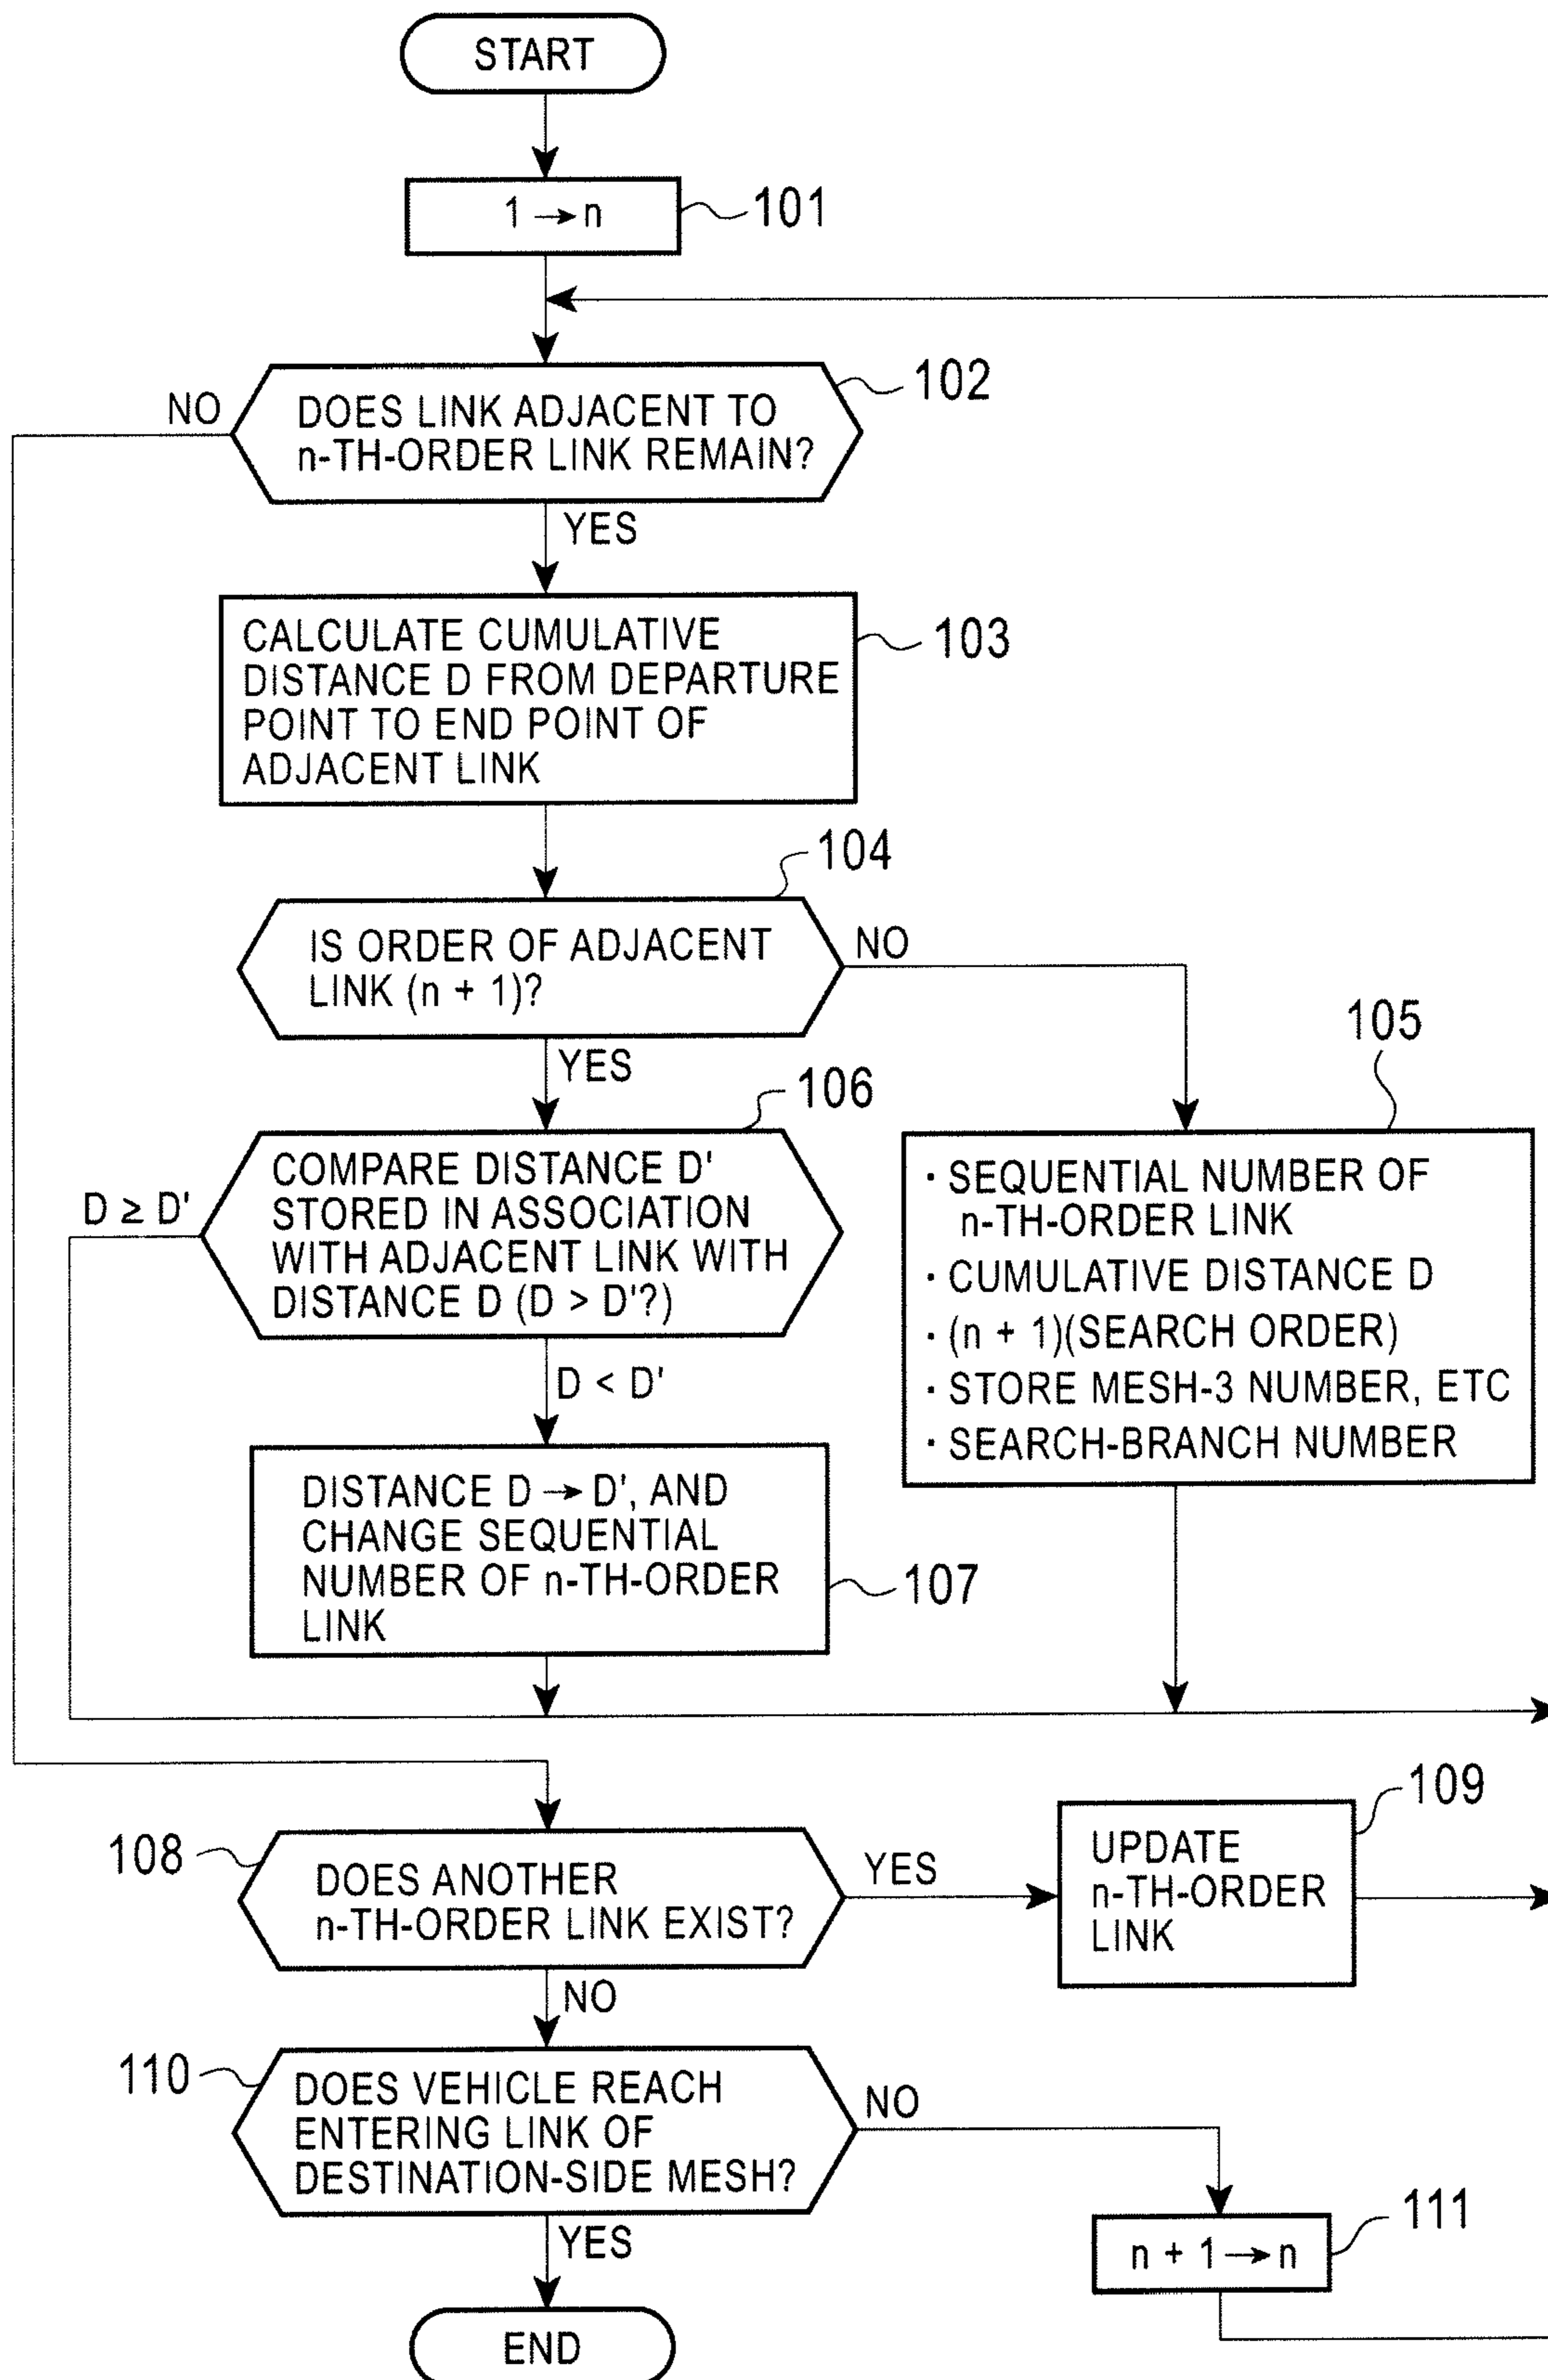 START
1 → n
101
102
NO
DOES LINK ADJACENT TO
n-TH-ORDER LINK REMAIN?
YES
CALCULATE CUMULATIVE
DISTANCE D FROM DEPARTURE
POINT TO END POINT OF
ADJACENT LINK
103
104
IS ORDER OF ADJACENT
LINK (n + 1)?
NO
YES
105
106
COMPARE DISTANCE D'
STORED IN ASSOCIATION
WITH ADJACENT LINK WITH
DISTANCE D (D > D'?)
D ≥ D'
D < D'
· SEQUENTIAL NUMBER OF
n-TH-ORDER LINK
· CUMULATIVE DISTANCE D
· (n + 1)(SEARCH ORDER)
· STORE MESH-3 NUMBER, ETC
· SEARCH-BRANCH NUMBER
DISTANCE D → D', AND
CHANGE SEQUENTIAL
NUMBER OF n-TH-ORDER
LINK
107
108
DOES ANOTHER
n-TH-ORDER LINK EXIST?
YES
109
UPDATE
n-TH-ORDER
LINK
NO
110
DOES VEHICLE REACH
ENTERING LINK OF
DESTINATION-SIDE MESH?
NO
YES
111
n + 1 → n
END